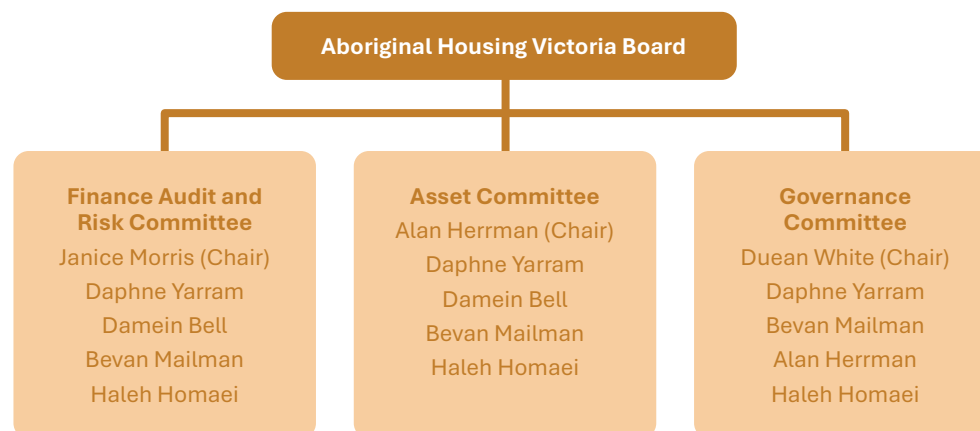 Aboriginal Housing Victoria Board
Finance Audit and
Risk Committee
Janice Morris (Chair)
Daphne Yarram
Damein Bell
Bevan Mailman
Haleh Homaei
Asset Committee
Alan Herrman (Chair)
Daphne Yarram
Damein Bell
Bevan Mailman
Haleh Homaei
Governance
Committee
Duean White (Chair)
Daphne Yarram
Bevan Mailman
Alan Herrman
Haleh Homaei